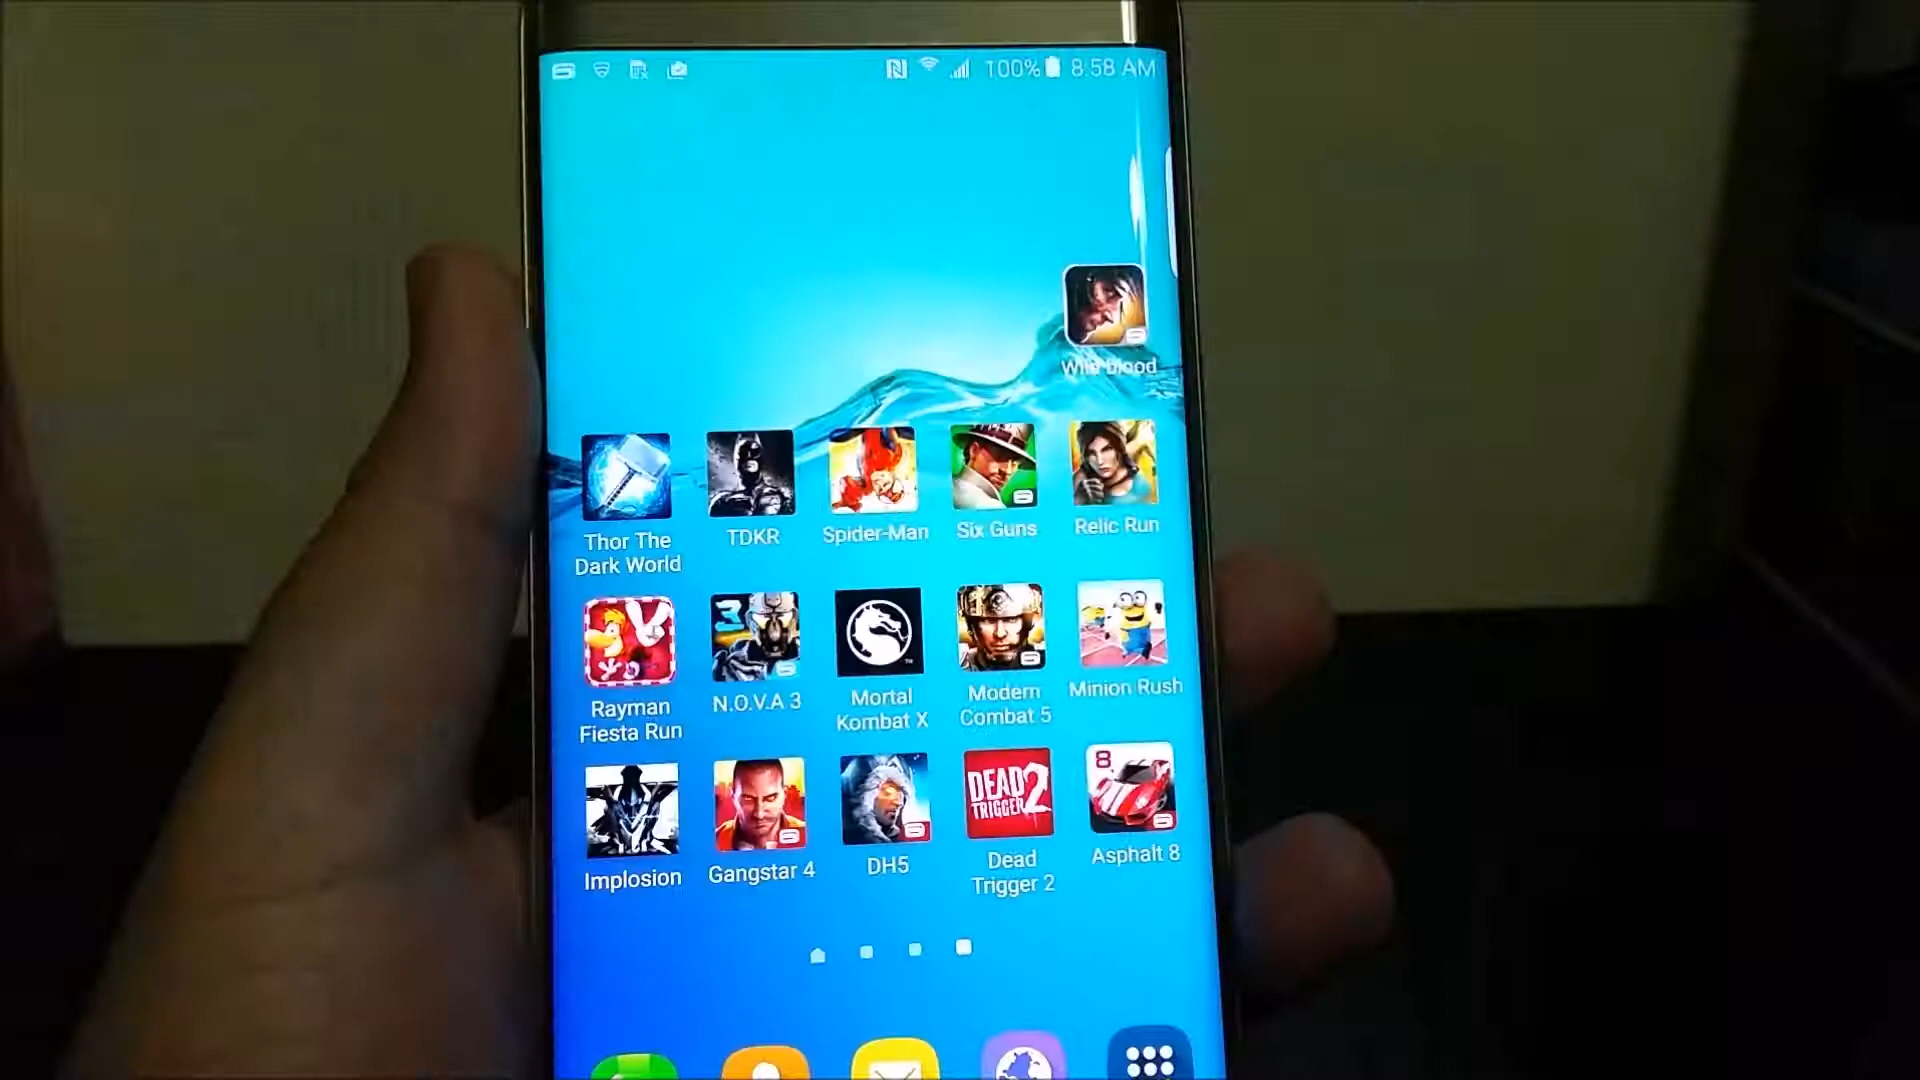 100% 8:58 AM
Wild Blood
Thor The
Dark World
TDKR
Spider-Man
Six Guns
Relic Run
Rayman
Fiesta Run
3
N.O.V.A 3
Mortal
Kombat X
Modern
Combat 5
Minion Rush
Implosion
Gangstar 4
DH5
DEAD
TRIGGER 2
Dead
Trigger 2
8
Asphalt 8